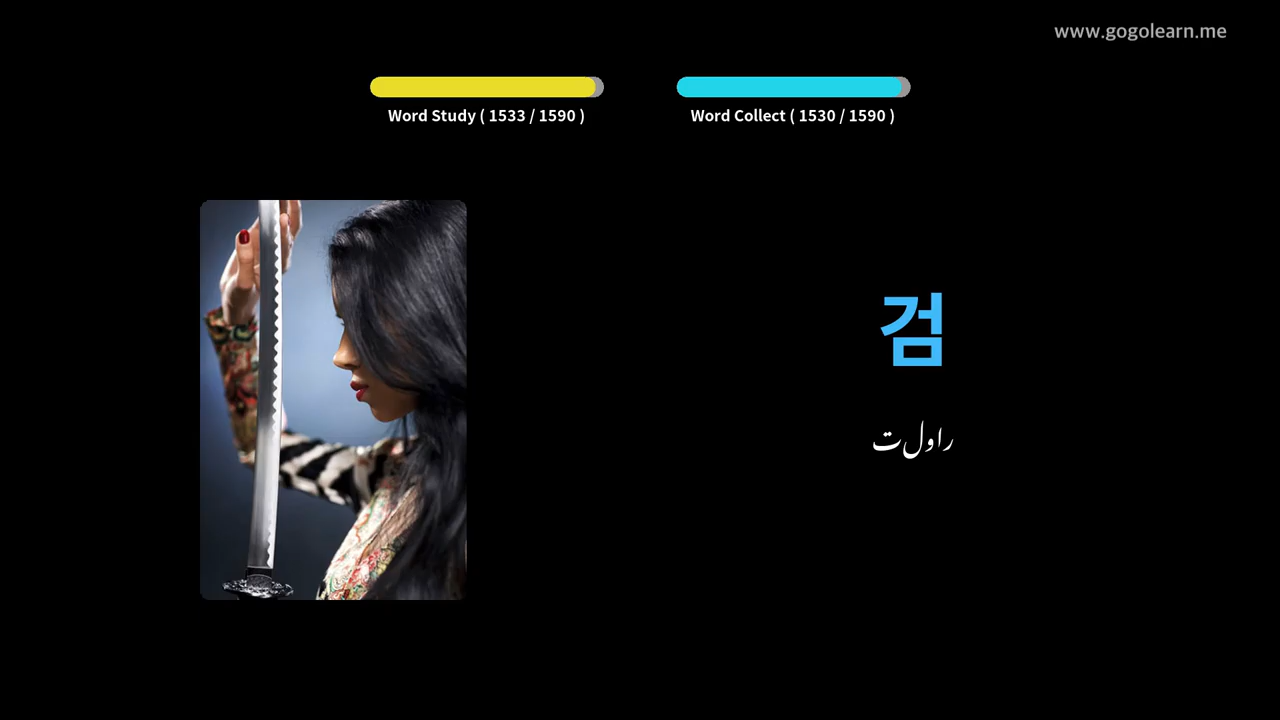 www.gogolearn.me
Word Study ( 1533 / 1590 )
Word Collect ( 1530 / 1590 )
검
راولت